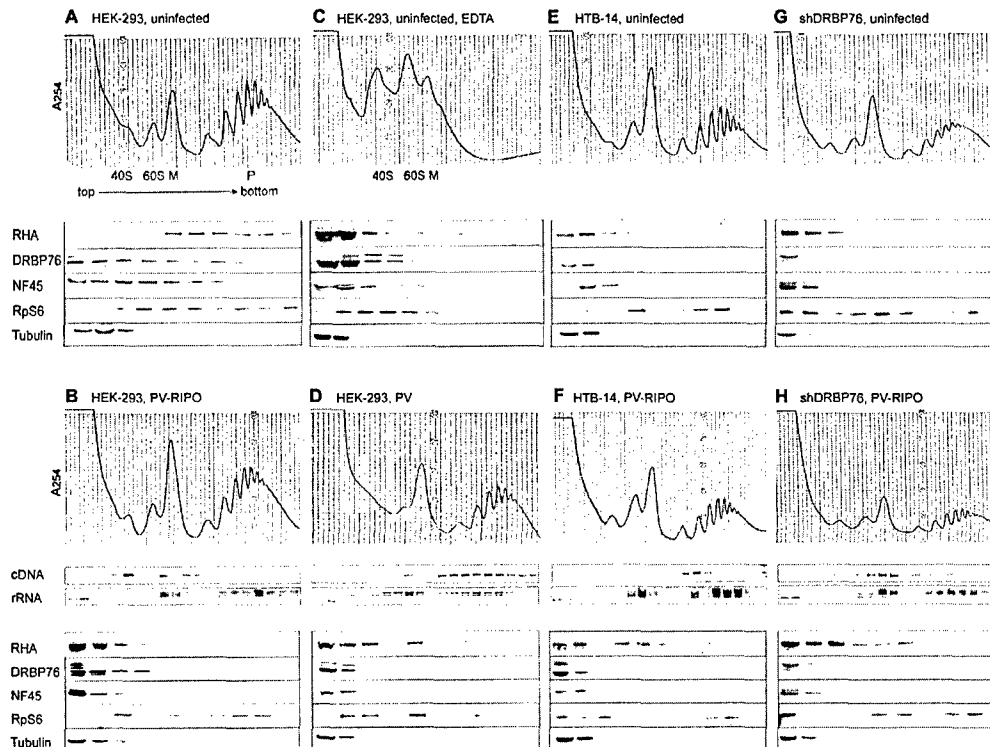 A HEK-293, uninfected
C HEK-293, uninfected, EDTA
E HTB-14, uninfected
G shDRBP76, uninfected
A254
40S 60S M P
top bottom
40S 60S M
RHA
DRBP76
NF45
RpS6
Tubulin
B HEK-293, PV-RIPO
D HEK-293, PV
F HTB-14, PV-RIPO
H shDRBP76, PV-RIPO
A254
cDNA
rRNA
RHA
DRBP76
NF45
RpS6
Tubulin